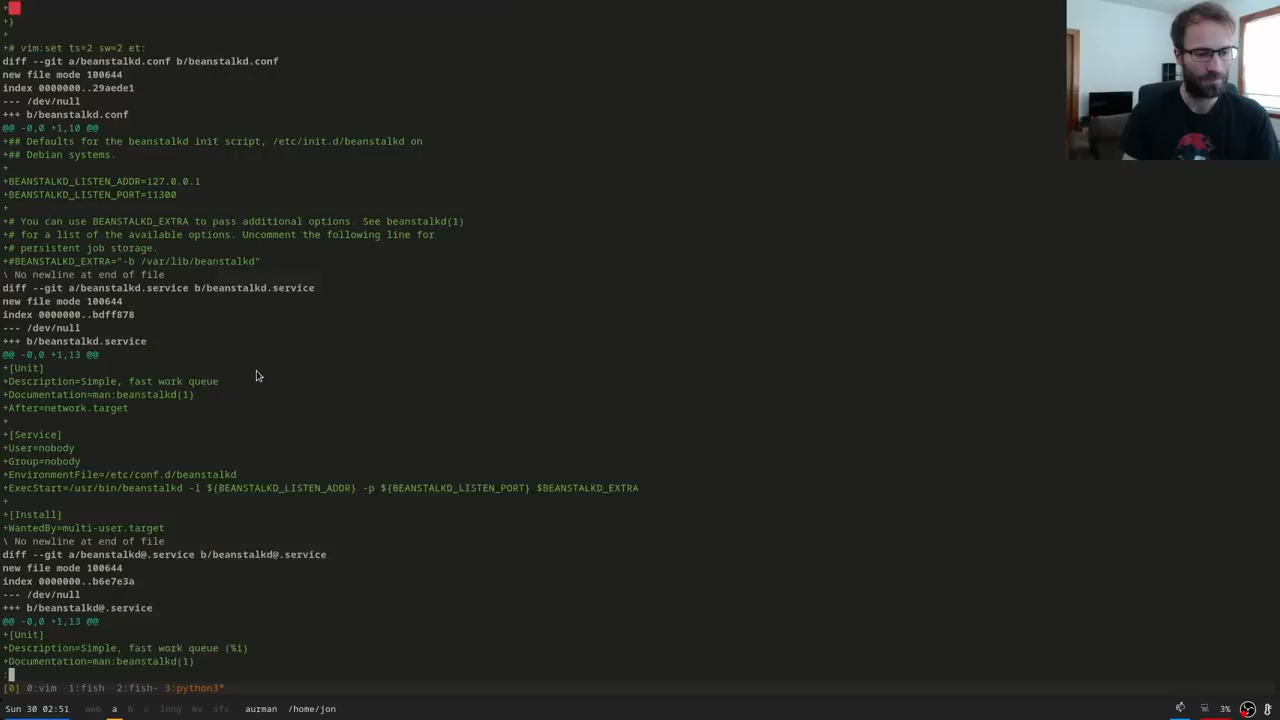 +
+}
+
+# vim:set ts=2 sw=2 et:
diff --git a/beanstalkd.conf b/beanstalkd.conf
new file mode 100644
index 0000000..29aede1
--- /dev/null
+++ b/beanstalkd.conf
@@ -0,0 +1,10 @@
+## Defaults for the beanstalkd init script, /etc/init.d/beanstalkd on
+## Debian systems.
+
+BEANSTALKD_LISTEN_ADDR=127.0.0.1
+BEANSTALKD_LISTEN_PORT=11300
+
+# You can use BEANSTALKD_EXTRA to pass additional options. See beanstalkd(1)
+# for a list of the available options. Uncomment the following line for
+# persistent job storage.
+#BEANSTALKD_EXTRA="-b /var/lib/beanstalkd"
\ No newline at end of file
diff --git a/beanstalkd.service b/beanstalkd.service
new file mode 100644
index 0000000..bdff878
--- /dev/null
+++ b/beanstalkd.service
@@ -0,0 +1,13 @@
+[Unit]
+Description=Simple, fast work queue
+Documentation=man:beanstalkd(1)
+After=network.target
+
+[Service]
+User=nobody
+Group=nobody
+EnvironmentFile=/etc/conf.d/beanstalkd
+ExecStart=/usr/bin/beanstalkd -l ${BEANSTALKD_LISTEN_ADDR} -p ${BEANSTALKD_LISTEN_PORT} $BEANSTALKD_EXTRA
+
+[Install]
+WantedBy=multi-user.target
\ No newline at end of file
diff --git a/beanstalkd@.service b/beanstalkd@.service
new file mode 100644
index 0000000..b6e7e3a
--- /dev/null
+++ b/beanstalkd@.service
@@ -0,0 +1,13 @@
+[Unit]
+Description=Simple, fast work queue (%i)
+Documentation=man:beanstalkd(1)
:
[0] 0:vim 1:fish 2:fish- 3:python3*
Sun 30 02:51 web a b c long mx sfx aurman /home/jon 3%